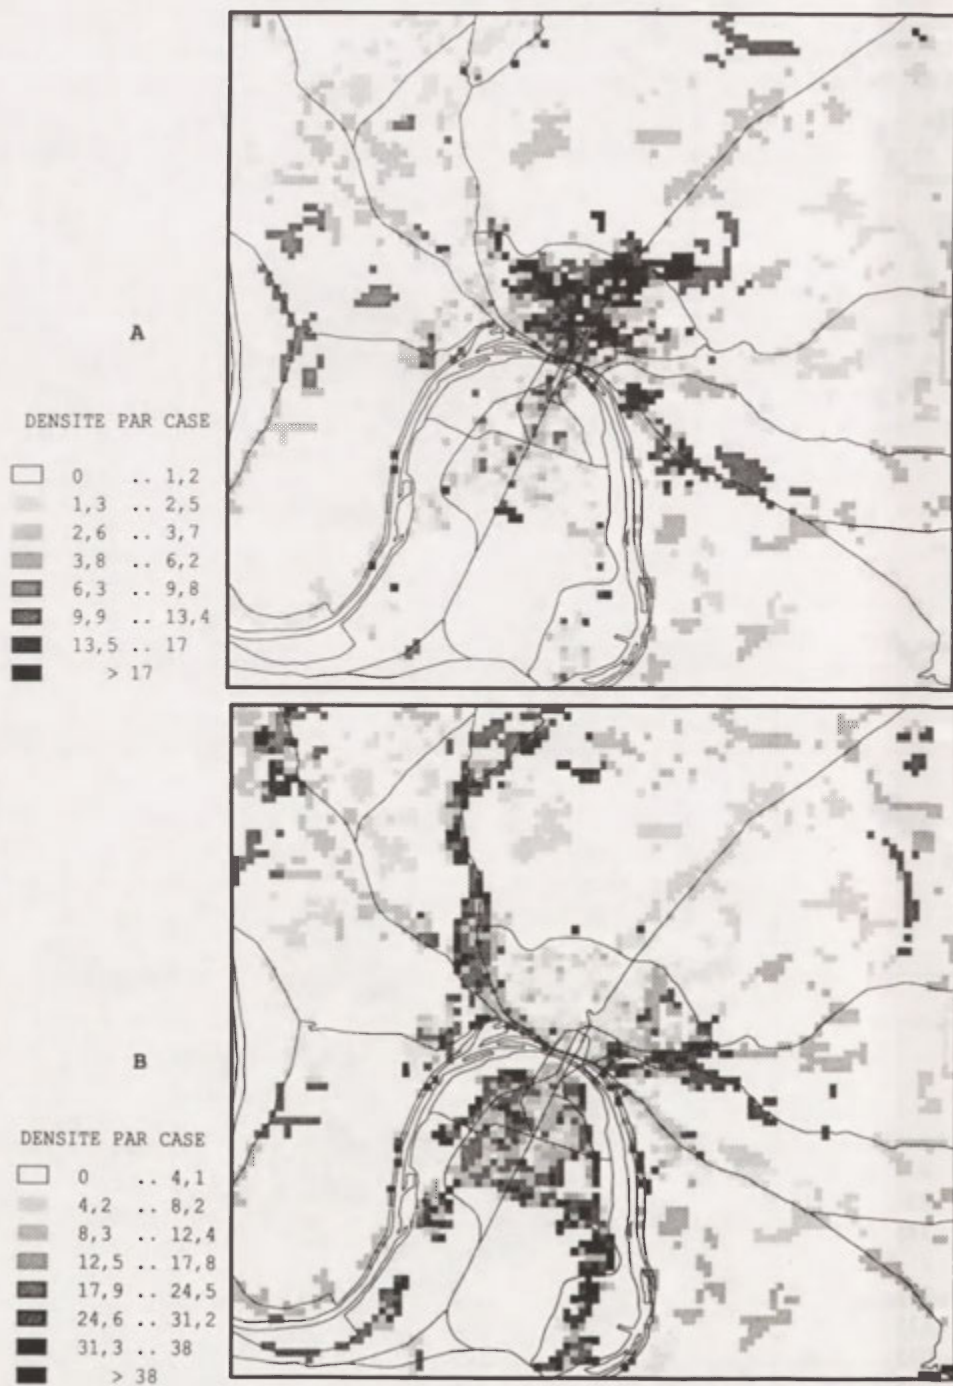 A
DENSITE PAR CASE
0 .. 1,2
1,3 .. 2,5
2,6 .. 3,7
3,8 .. 6,2
6,3 .. 9,8
9,9 .. 13,4
13,5 .. 17
> 17
B
DENSITE PAR CASE
0 .. 4,1
4,2 .. 8,2
8,3 .. 12,4
12,5 .. 17,8
17,9 .. 24,5
24,6 .. 31,2
31,3 .. 38
> 38